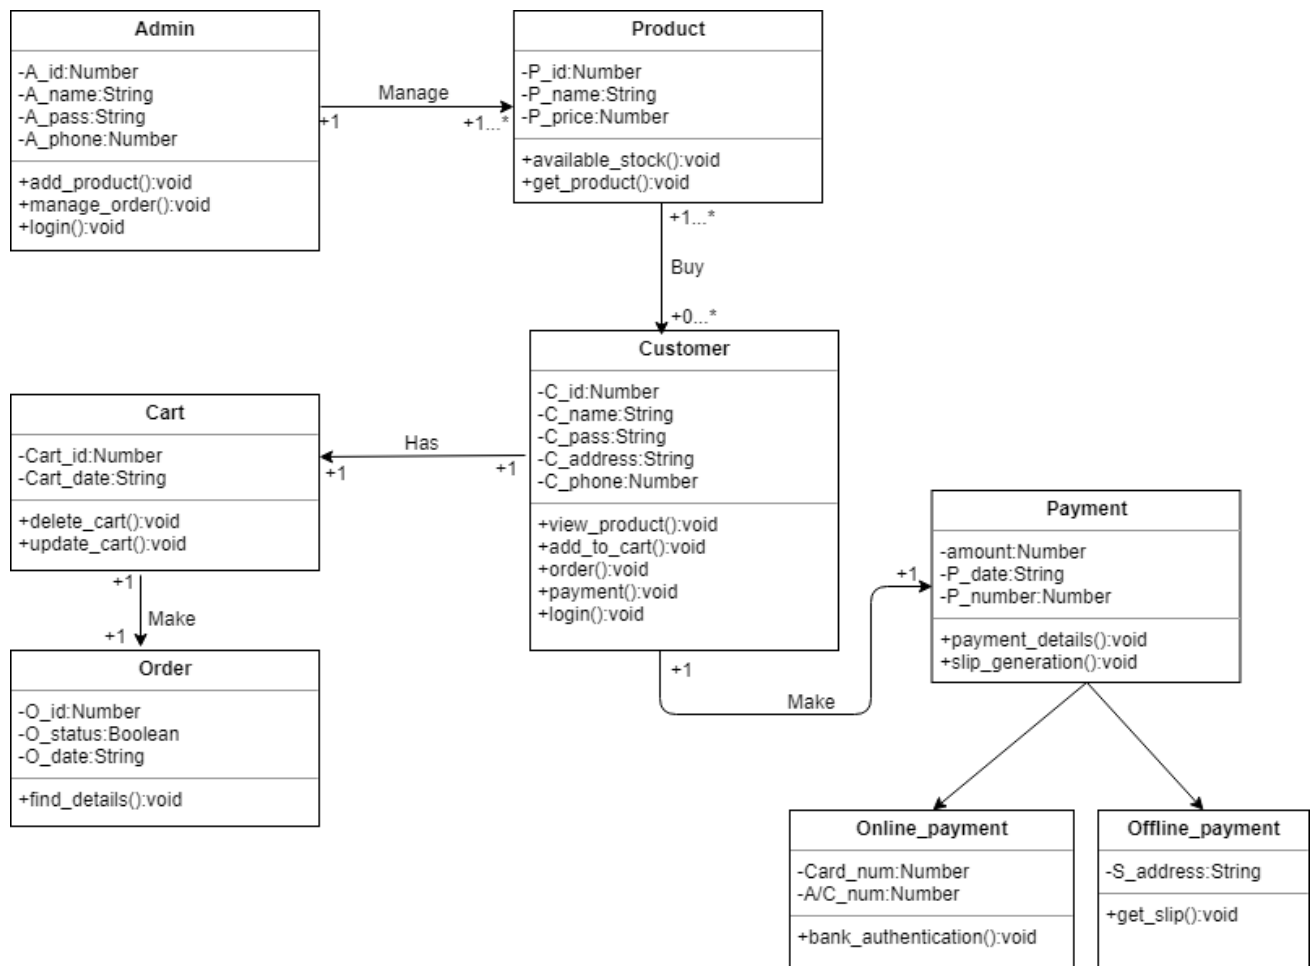 Admin
-A_id:Number
-A_name:String
-A_pass:String
-A_phone:Number
+add_product():void
+manage_order():void
+login():void
Manage
+1
+1...*
Product
-P_id:Number
-P_name:String
-P_price:Number
+available_stock():void
+get_product():void
+1...*
Buy
+0...*
Customer
-C_id:Number
-C_name:String
-C_pass:String
-C_address:String
-C_phone:Number
+view_product():void
+add_to_cart():void
+order():void
+payment():void
+login():void
Has
+1
+1
Cart
-Cart_id:Number
-Cart_date:String
+delete_cart():void
+update_cart():void
+1
Make
+1
Order
-O_id:Number
-O_status:Boolean
-O_date:String
+find_details():void
+1
Make
+1
Payment
-amount:Number
-P_date:String
-P_number:Number
+payment_details():void
+slip_generation():void
Online_payment
-Card_num:Number
-A/C_num:Number
+bank_authentication():void
Offline_payment
-S_address:String
+get_slip():void